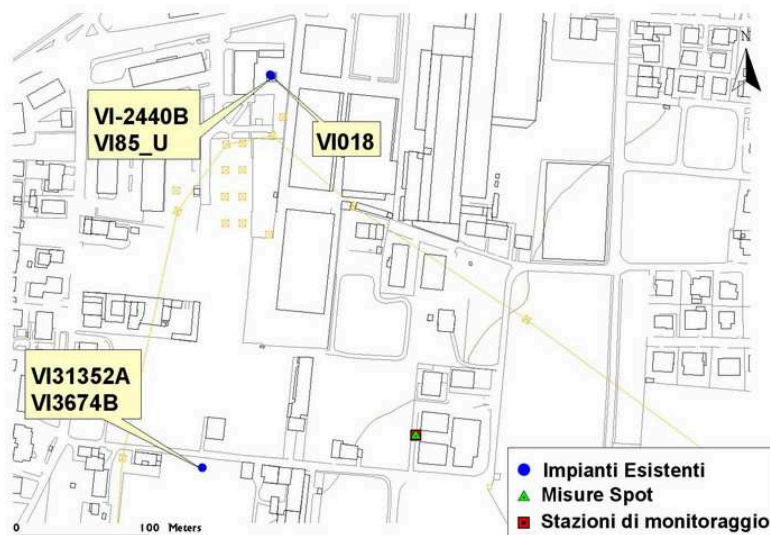 N
VI-2440B
VI85_U
VI018
VI31352A
VI3674B
Impianti Esistenti
Misure Spot
Stazioni di monitoraggio
0 100 Meters